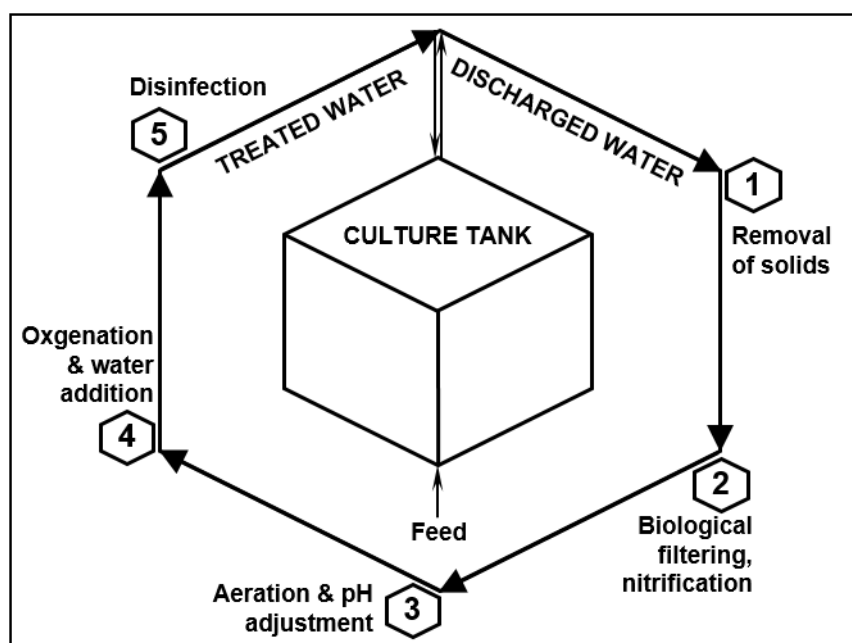 Disinfection
5
TREATED WATER
DISCHARGED WATER
1
Removal
of solids
CULTURE TANK
Oxgenation
& water
addition
4
2
Biological
filtering,
nitrification
Feed
Aeration & pH
adjustment
3